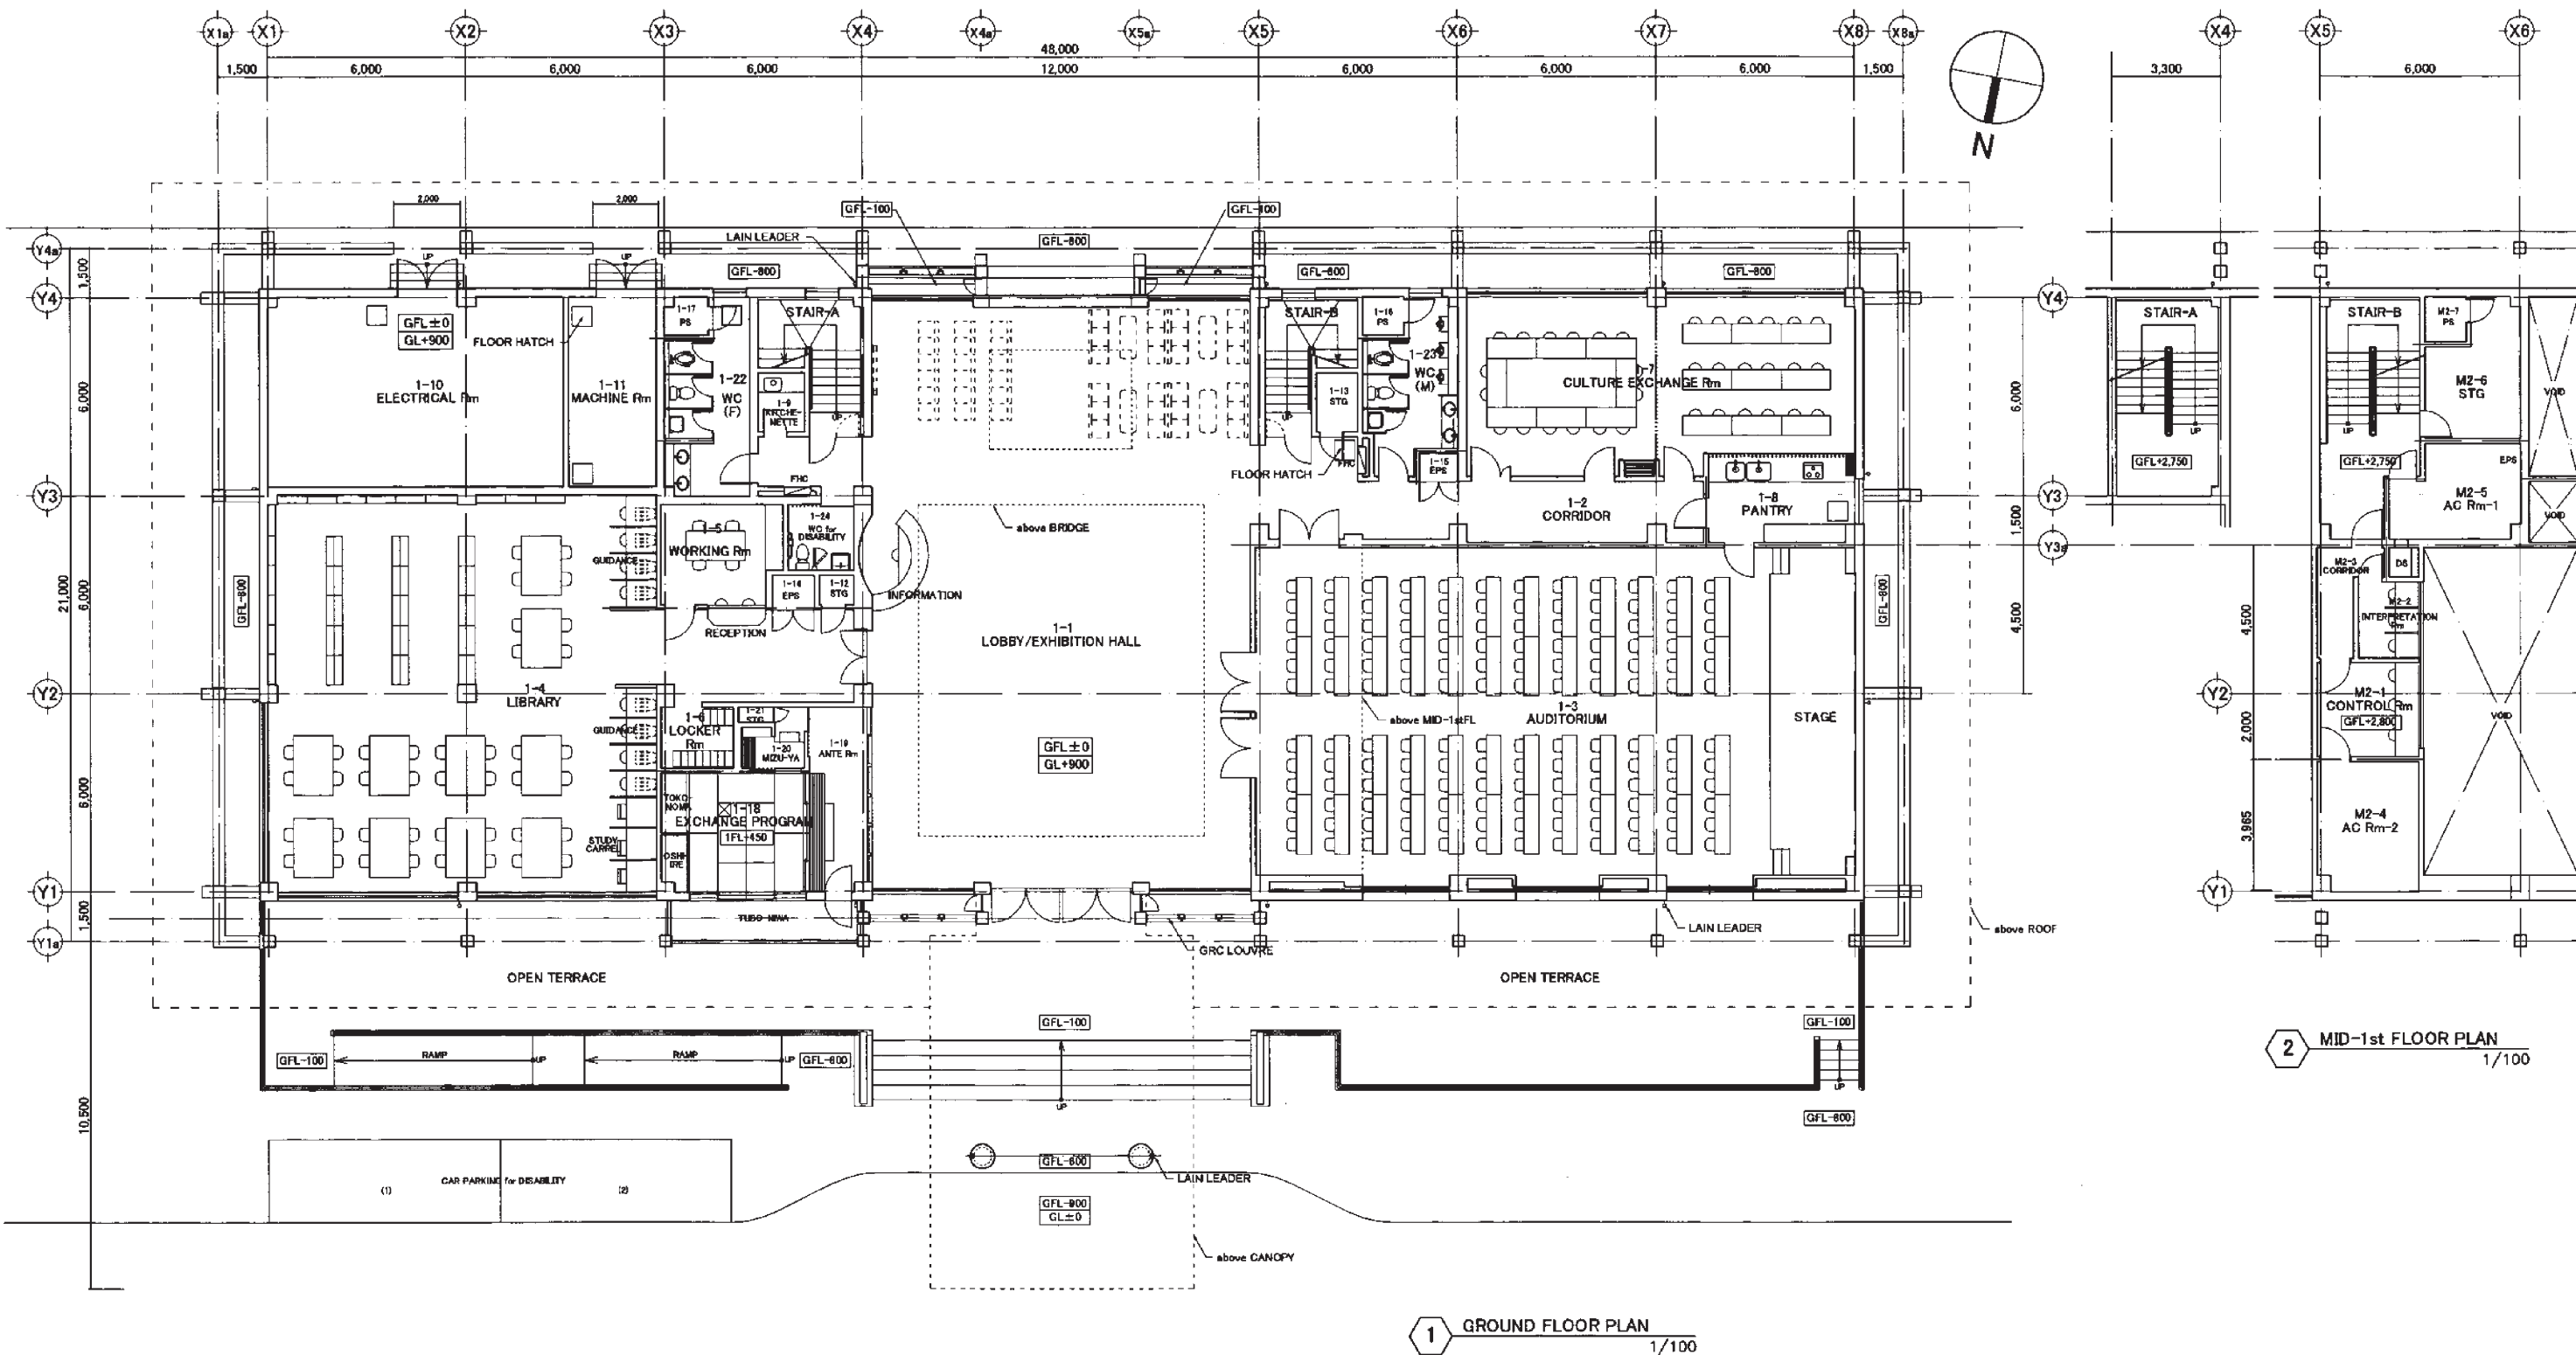 X1a X1 X2 X3 X4 X4a X5a X5 X6 X7 X8 X8a X4 X5 X6
48,000
1,500 6,000 6,000 6,000 12,000 6,000 6,000 6,000 1,500 3,300 6,000
N
2,000 2,000
GFL-100 GFL-100
LAIN LEADER
Y4a
GFL-800
UP UP
GFL-800 GFL-800
1,500
Y4 Y4
1-17
PS
STAIR-A STAIR-B
1-16
PS
STAIR-A STAIR-B
M2-7
PS
GFL±0
GL+900
FLOOR HATCH
1-10
ELECTRICAL Rm
1-11
MACHINE Rm
1-22
WC
(F)
1-9
KITCHE-
NETTE
UP
1-13
STG
UP
1-23
WC
(M)
1-7
CULTURE EXCHANGE Rm
6,000
6,000
UP
UP
M2-6
STG
VOID
GFL+2,750
GFL+2,750
EPS
FHC
FLOOR HATCH
FHC
1-15
EPS
1-2
CORRIDOR
1-8
PANTRY
Y3 Y3
M2-5
AC Rm-1
VOID
1,500
Y3a
1-5
WORKING Rm
1-24
WC for
DISABILITY
above BRIDGE
GUIDANCE
1-14
EPS
1-12
STG
INFORMATION
RECEPTION
GFL-800
GFL-800
21,000
6,000
4,500
4,500
M2-3
CORRIDOR
DS
M2-2
INTERPRETATION
Rm
1-1
LOBBY/EXHIBITION HALL
Y2 Y2
1-4
LIBRARY
GUIDANCE
1-6
LOCKER
Rm
1-21
STG
1-20
MIZU-YA
1-19
ANTE Rm
1-3
AUDITORIUM
above MID-1stFL
STAGE
M2-1
CONTROL Rm
GFL+2,800
VOID
2,000
GFL±0
GL+900
6,000
TOKO-
NOMA
1-18
EXCHANGE PROGRAM
1FL+450
OSHI-
IRE
STUDY
CARREL
M2-4
AC Rm-2
3,965
Y1 Y1
1,500
TUBO-NIWA
LAIN LEADER
above ROOF
Y1a
GRC LOUVRE
OPEN TERRACE OPEN TERRACE
GFL-100
GFL-100
GFL-100
RAMP
UP
RAMP
UP
GFL-600
UP
UP
10,500
GFL-800
2 MID-1st FLOOR PLAN
1/100
GFL-600
LAIN LEADER
(1)
CAR PARKING for DISABILITY
(2)
GFL-900
GL±0
above CANOPY
1 GROUND FLOOR PLAN
1/100